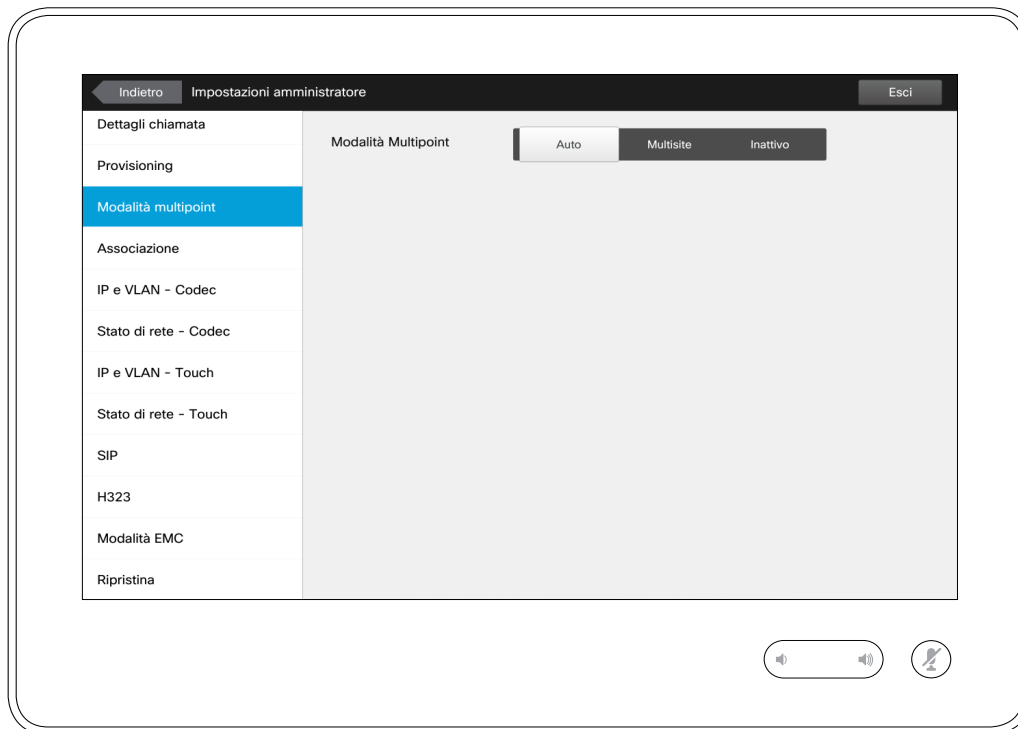 Indietro Impostazioni amministratore Esci
Dettagli chiamata
Modalità Multipoint Auto Multisite Inattivo
Provisioning
Modalità multipoint
Associazione
IP e VLAN - Codec
Stato di rete - Codec
IP e VLAN - Touch
Stato di rete - Touch
SIP
H323
Modalità EMC
Ripristina